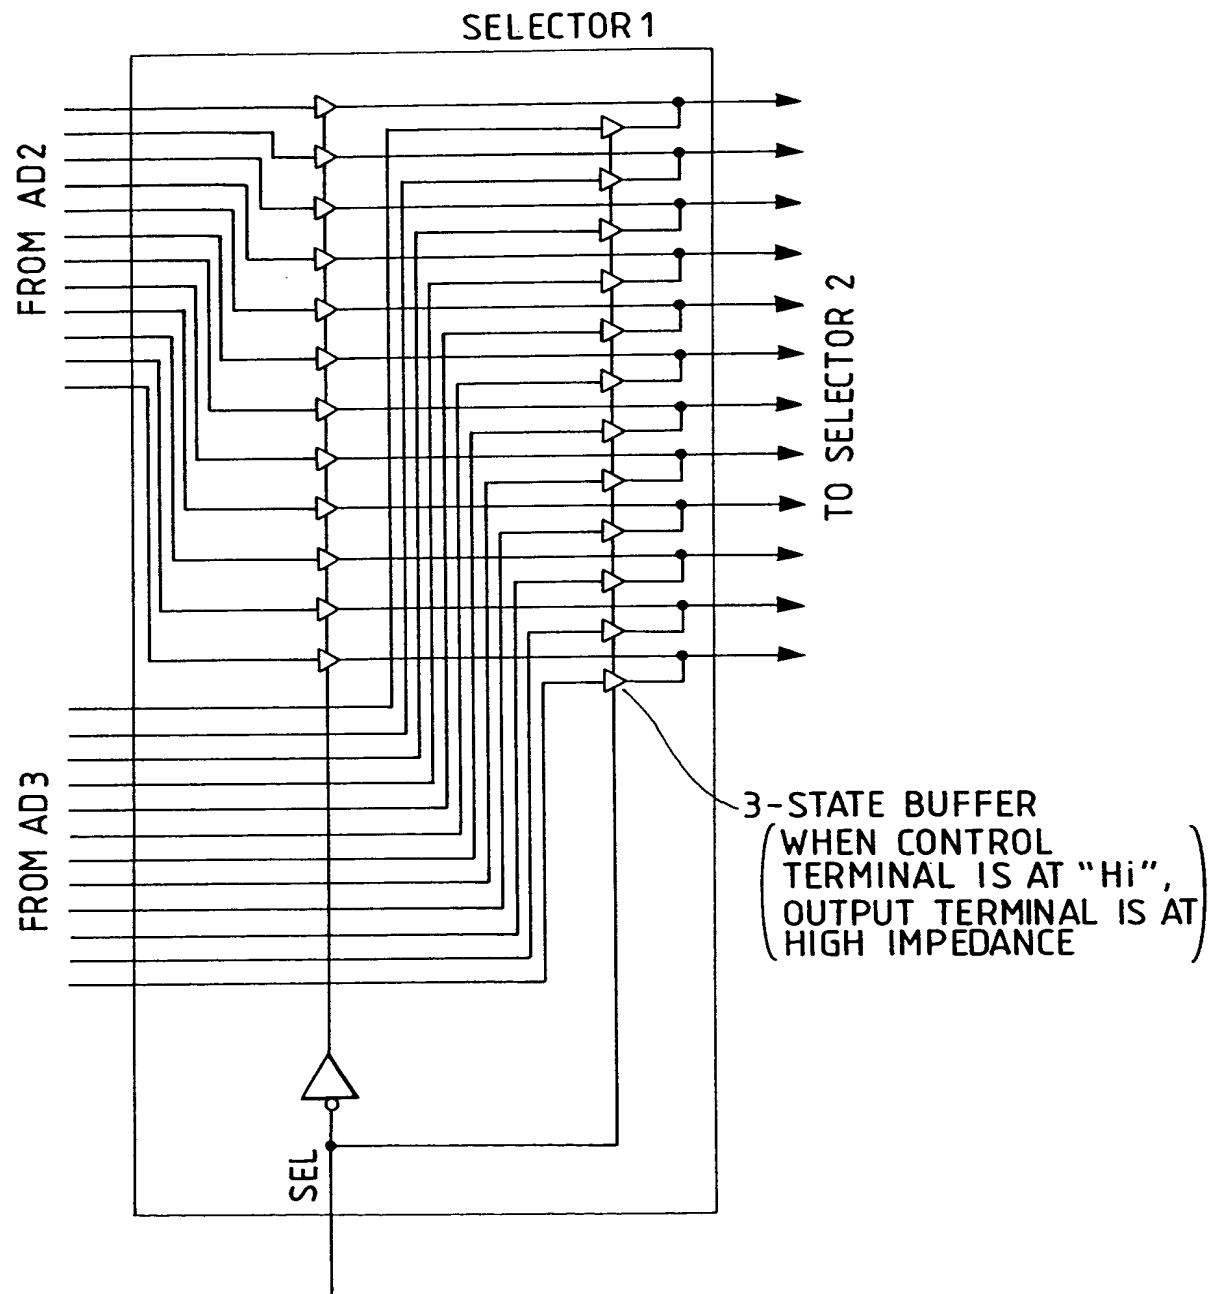 SELECTOR 1
FROM AD2
TO SELECTOR 2
FROM AD3
3-STATE BUFFER
(WHEN CONTROL
TERMINAL IS AT "Hi",
OUTPUT TERMINAL IS AT
HIGH IMPEDANCE)
SEL